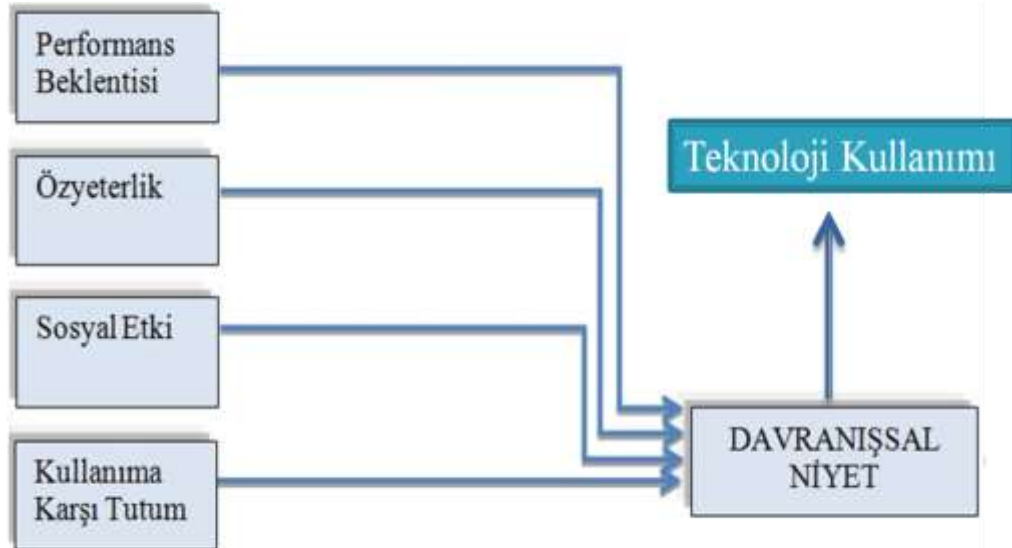 Performans
Beklentisi
Özyeterlik
Sosyal Etki
Kullanıma
Karşı Tutum
Teknoloji Kullanımı
DAVRANIŞSAL
NİYET